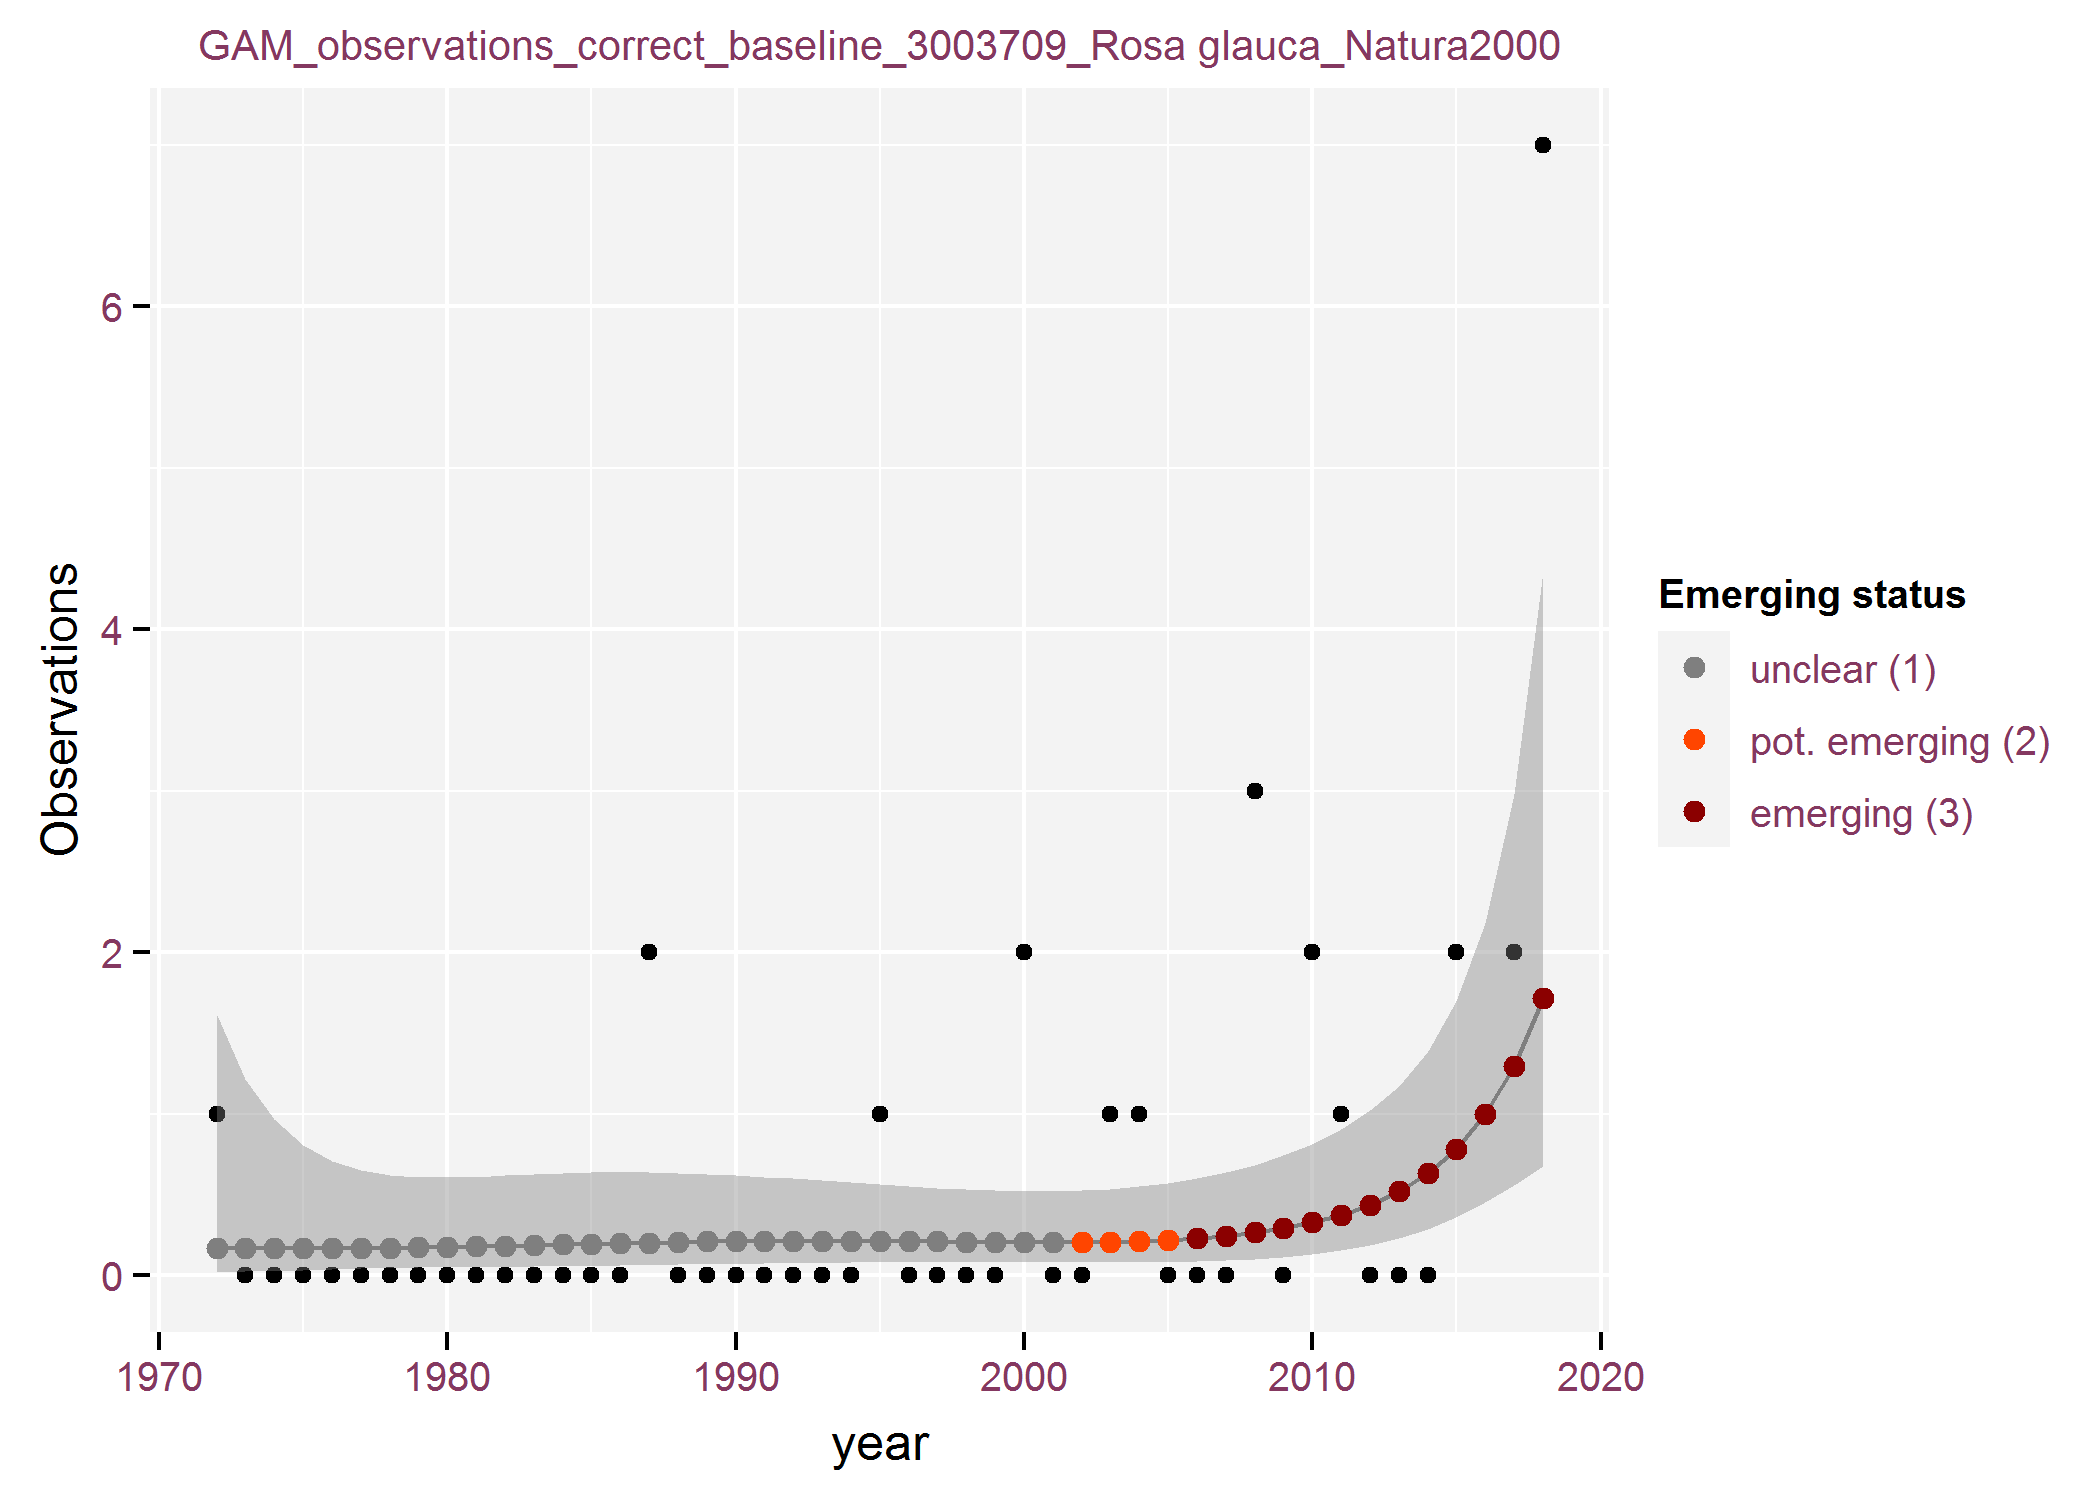 GAM_observations_correct_baseline_3003709_Rosa glauca_Natura2000
Observations
6
4
2
0
1970 1980 1990 2000 2010 2020
year
Emerging status
unclear (1)
pot. emerging (2)
emerging (3)